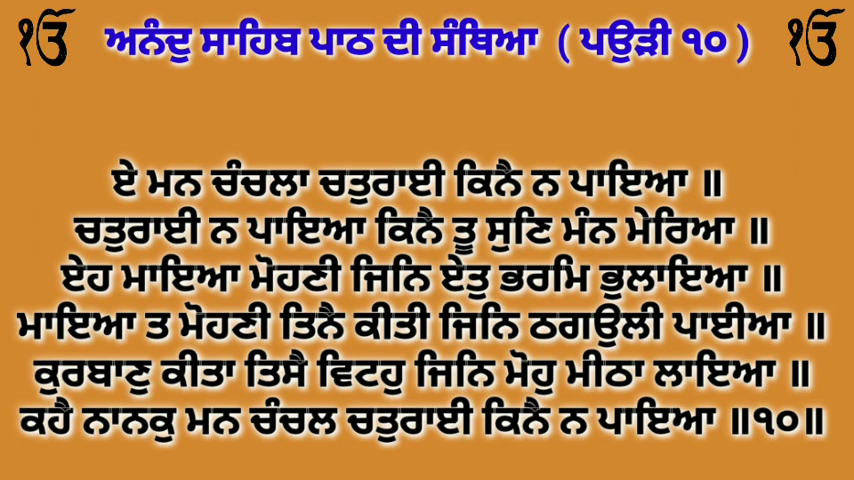 ੴ ਅਨੰਦੁ ਸਾਹਿਬ ਪਾਠ ਦੀ ਸੰਥਿਆ ( ਪਉੜੀ ੧੦ ) ੴ
ਏ ਮਨ ਚੰਚਲਾ ਚਤੁਰਾਈ ਕਿਨੈ ਨ ਪਾਇਆ ॥
ਚਤੁਰਾਈ ਨ ਪਾਇਆ ਕਿਨੈ ਤੂ ਸੁਣਿ ਮੰਨ ਮੇਰਿਆ ॥
ਏਹ ਮਾਇਆ ਮੋਹਣੀ ਜਿਨਿ ਏਤੁ ਭਰਮਿ ਭੁਲਾਇਆ ॥
ਮਾਇਆ ਤ ਮੋਹਣੀ ਤਿਨੈ ਕੀਤੀ ਜਿਨਿ ਠਗਉਲੀ ਪਾਈਆ ॥
ਕੁਰਬਾਣੁ ਕੀਤਾ ਤਿਸੈ ਵਿਟਹੁ ਜਿਨਿ ਮੋਹੁ ਮੀਠਾ ਲਾਇਆ ॥
ਕਹੈ ਨਾਨਕੁ ਮਨ ਚੰਚਲ ਚਤੁਰਾਈ ਕਿਨੈ ਨ ਪਾਇਆ ॥੧੦॥